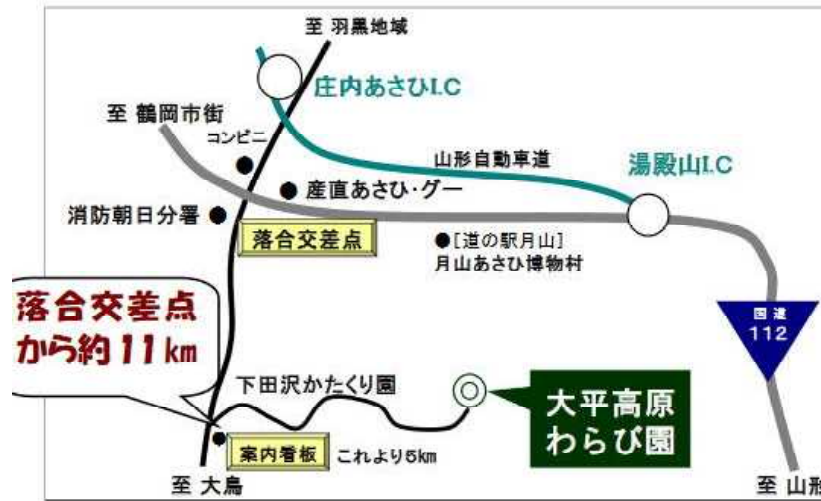 至 羽黒地域
庄内あさひI.C
至 鶴岡市街
コンビニ
山形自動車道
湯殿山I.C
産直あさひ・グー
消防朝日分署
落合交差点
●[道の駅月山]
月山あさひ博物村
落合交差点
から約11km
国道
112
下田沢かたくり園
大平高原
わらび園
案内看板
これより5km
至 大鳥
至 山形